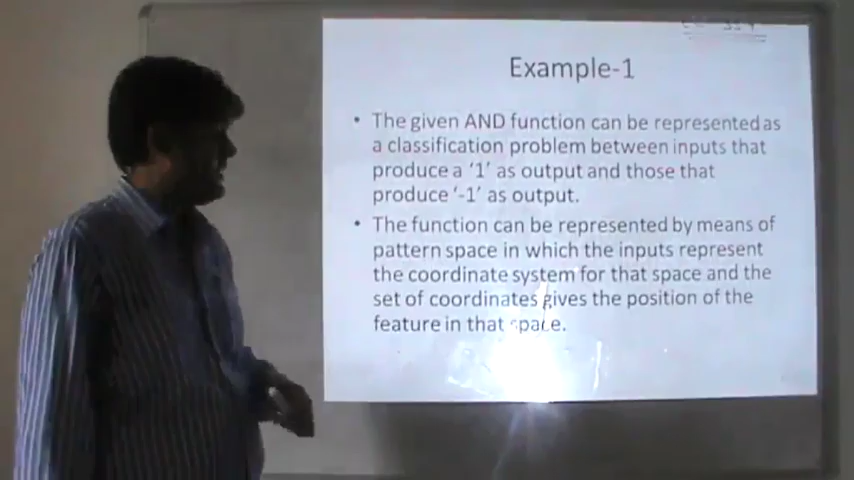 Example-1
• The given AND function can be represented as
a classification problem between inputs that
produce a '1' as output and those that
produce '-1' as output.
• The function can be represented by means of
pattern space in which the inputs represent
the coordinate system for that space and the
set of coordinates gives the position of the
feature in that space.